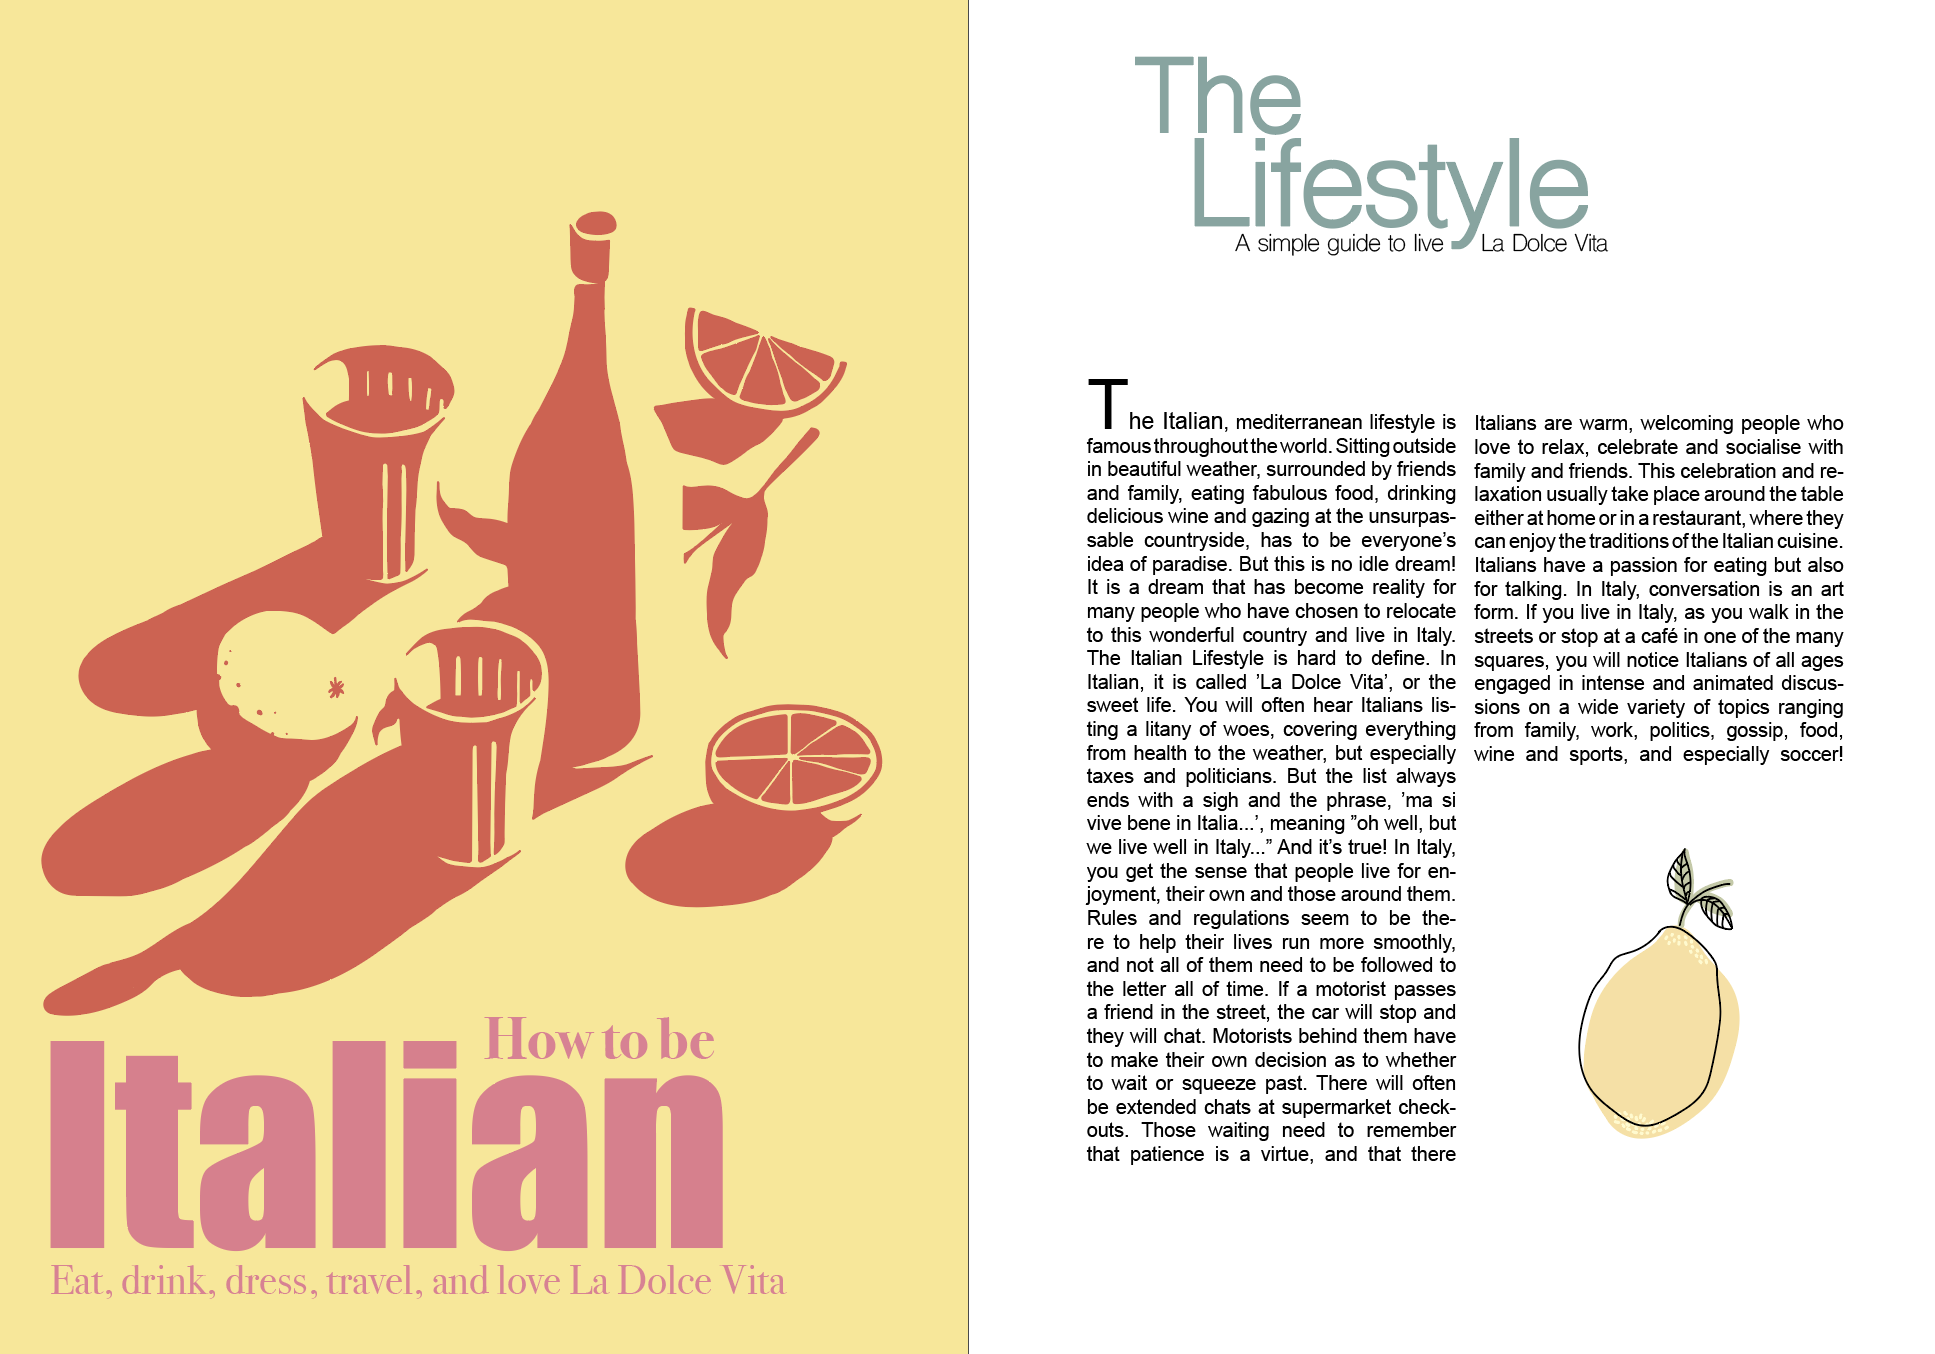 How to be
Italian
Eat, drink, dress, travel, and love La Dolce Vita
The
Lifestyle
A simple guide to live La Dolce Vita
The Italian, mediterranean lifestyle is
famous throughout the world. Sitting outside
in beautiful weather, surrounded by friends
and family, eating fabulous food, drinking
delicious wine and gazing at the unsurpas-
sable countryside, has to be everyone's
idea of paradise. But this is no idle dream!
It is a dream that has become reality for
many people who have chosen to relocate
to this wonderful country and live in Italy.
The Italian Lifestyle is hard to define. In
Italian, it is called ’La Dolce Vita’, or the
sweet life. You will often hear Italians lis-
ting a litany of woes, covering everything
from health to the weather, but especially
taxes and politicians. But the list always
ends with a sigh and the phrase, ’ma si
vive bene in Italia...’, meaning ”oh well, but
we live well in Italy...” And it’s true! In Italy,
you get the sense that people live for en-
joyment, their own and those around them.
Rules and regulations seem to be the-
re to help their lives run more smoothly,
and not all of them need to be followed to
the letter all of time. If a motorist passes
a friend in the street, the car will stop and
they will chat. Motorists behind them have
to make their own decision as to whether
to wait or squeeze past. There will often
be extended chats at supermarket check-
outs. Those waiting need to remember
that patience is a virtue, and that there
Italians are warm, welcoming people who
love to relax, celebrate and socialise with
family and friends. This celebration and re-
laxation usually take place around the table
either at home or in a restaurant, where they
can enjoy the traditions of the Italian cuisine.
Italians have a passion for eating but also
for talking. In Italy, conversation is an art
form. If you live in Italy, as you walk in the
streets or stop at a café in one of the many
squares, you will notice Italians of all ages
engaged in intense and animated discus-
sions on a wide variety of topics ranging
from family, work, politics, gossip, food,
wine and sports, and especially soccer!